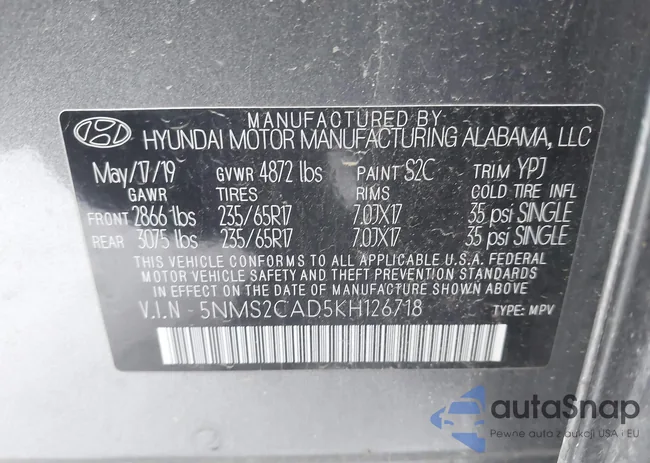 MANUFACTURED BY
HYUNDAI MOTOR MANUFACTURING ALABAMA, LLC
May/17/19 GVWR 4872 lbs PAINT S2C TRIM YPJ
GAWR TIRES RIMS COLD TIRE INFL
FRONT 2866 lbs 235/65R17 7.0JX17 35 psi SINGLE
REAR 3075 lbs 235/65R17 7.0JX17 35 psi SINGLE
THIS VEHICLE CONFORMS TO ALL APPLICABLE U.S.A. FEDERAL
MOTOR VEHICLE SAFETY AND THEFT PREVENTION STANDARDS
IN EFFECT ON THE DATE OF MANUFACTURE SHOWN ABOVE.
V.I.N - 5NMS2CAD5KH126718 TYPE: MPV
autoSnap
Pewne auta z aukcji USA i EU